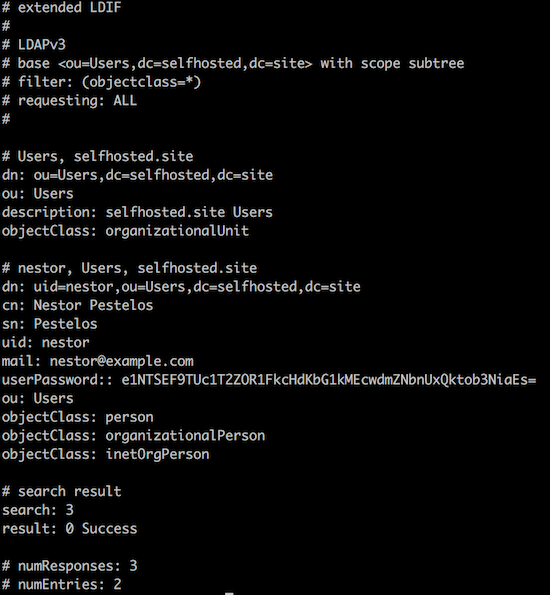 # extended LDIF
#
# LDAPv3
# base <ou=Users,dc=selfhosted,dc=site> with scope subtree
# filter: (objectclass=*)
# requesting: ALL
#
# Users, selfhosted.site
dn: ou=Users,dc=selfhosted,dc=site
ou: Users
description: selfhosted.site Users
objectClass: organizationalUnit
# nestor, Users, selfhosted.site
dn: uid=nestor,ou=Users,dc=selfhosted,dc=site
cn: Nestor Pestelos
sn: Pestelos
uid: nestor
mail: nestor@example.com
userPassword:: e1NTSEF9TUc1T2ZOR1FkcHdKbG1kMEcwdmZNbnUxQktob3NiaEs=
ou: Users
objectClass: person
objectClass: organizationalPerson
objectClass: inetOrgPerson
# search result
search: 3
result: 0 Success
# numResponses: 3
# numEntries: 2